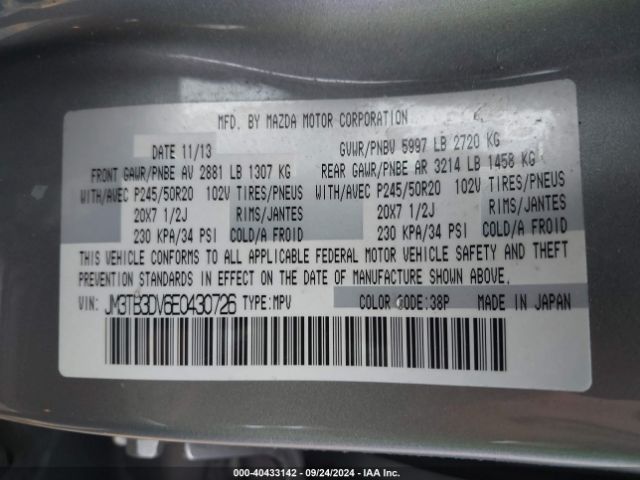 MFD. BY MAZDA MOTOR CORPORATION
DATE 11/13 GVWR/PNBV 5997 LB 2720 KG
FRONT GAWR/PNBE AV 2881 LB 1307 KG REAR GAWR/PNBE AR 3214 LB 1458 KG
WITH/AVEC P245/50R20 102V TIRES/PNEUS WITH/AVEC P245/50R20 102V TIRES/PNEUS
20X7 1/2J RIMS/JANTES 20X7 1/2J RIMS/JANTES
230 KPA/34 PSI COLD/A FROID 230 KPA/34 PSI COLD/A FROID
THIS VEHICLE CONFORMS TO ALL APPLICABLE FEDERAL MOTOR VEHICLE SAFETY AND THEFT
PREVENTION STANDARDS IN EFFECT ON THE DATE OF MANUFACTURE SHOWN ABOVE.
VIN: JM3TB3DV6E0430726 TYPE:MPV COLOR CODE:38P MADE IN JAPAN
000-40433142 - 09/24/2024 - IAA Inc.